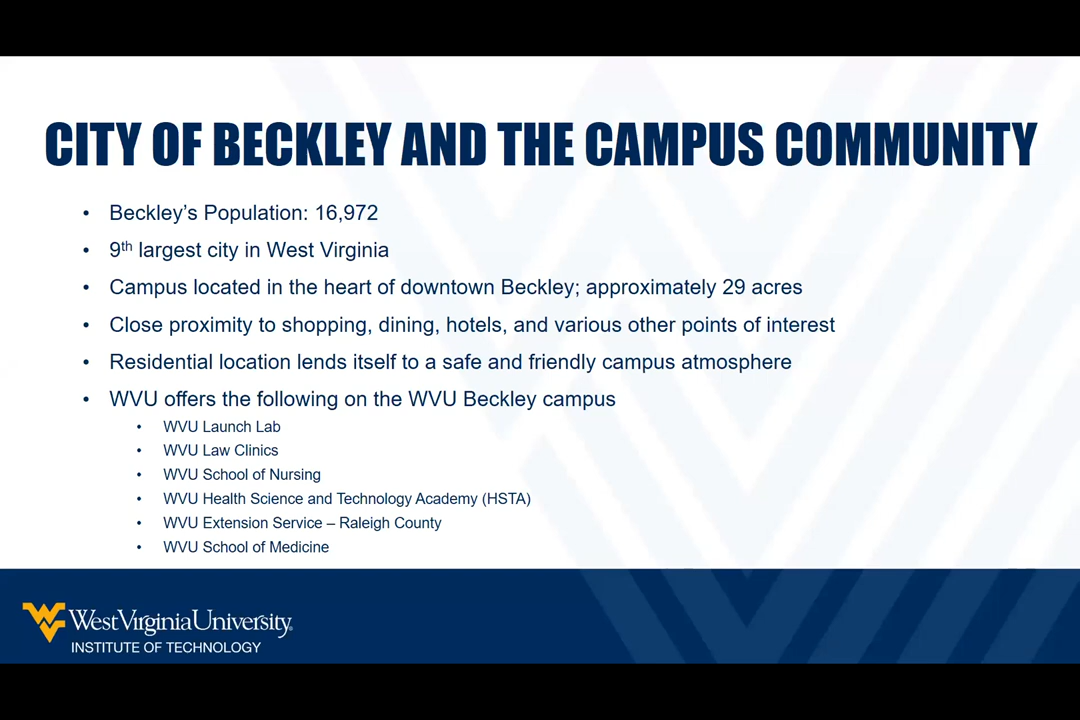 CITY OF BECKLEY AND THE CAMPUS COMMUNITY
• Beckley’s Population: 16,972
• 9th largest city in West Virginia
• Campus located in the heart of downtown Beckley; approximately 29 acres
• Close proximity to shopping, dining, hotels, and various other points of interest
• Residential location lends itself to a safe and friendly campus atmosphere
• WVU offers the following on the WVU Beckley campus
• WVU Launch Lab
• WVU Law Clinics
• WVU School of Nursing
• WVU Health Science and Technology Academy (HSTA)
• WVU Extension Service – Raleigh County
• WVU School of Medicine
WestVirginiaUniversity®
INSTITUTE OF TECHNOLOGY